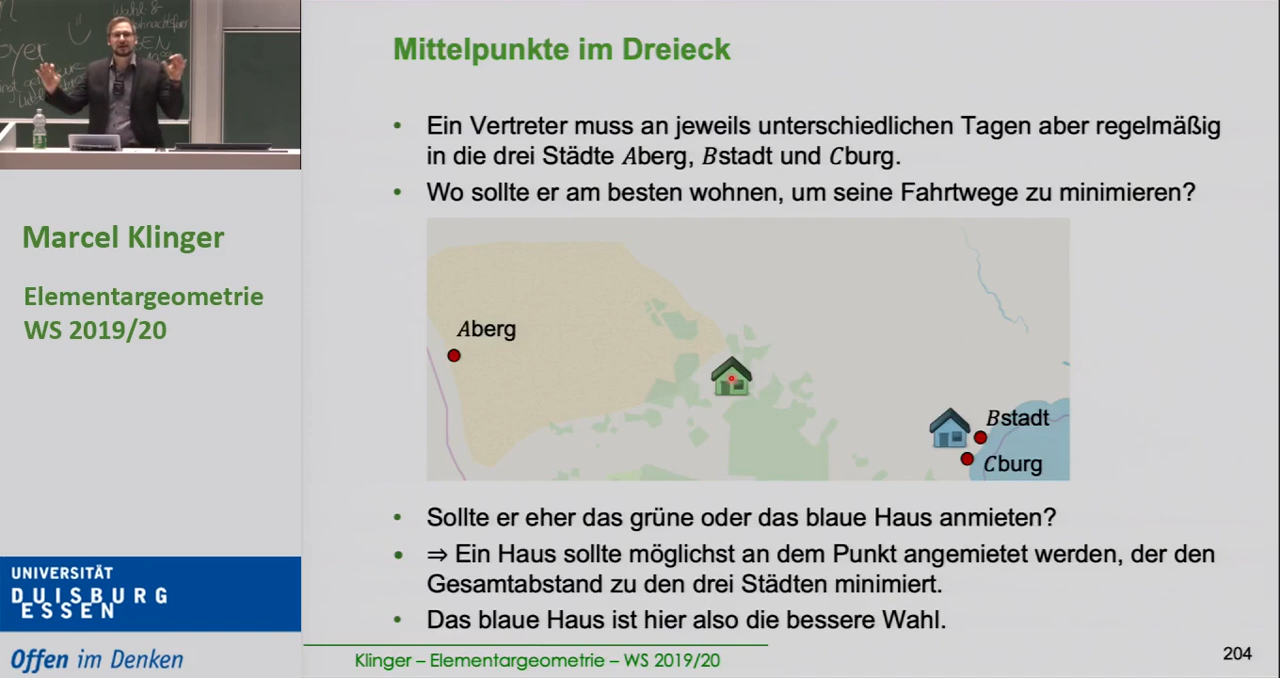 Wahl &
Mittelpunkte im Dreieck
• Ein Vertreter muss an jeweils unterschiedlichen Tagen aber regelmäßig
in die drei Städte Aberg, Bstadt und Cburg.
• Wo sollte er am besten wohnen, um seine Fahrtwege zu minimieren?
Marcel Klinger
Elementargeometrie
WS 2019/20
Aberg
Bstadt
Cburg
• Sollte er eher das grüne oder das blaue Haus anmieten?
• ⇒ Ein Haus sollte möglichst an dem Punkt angemietet werden, der den
Gesamtabstand zu den drei Städten minimiert.
• Das blaue Haus ist hier also die bessere Wahl.
UNIVERSITÄT
DUISBURG
ESSEN
Offen im Denken
Klinger – Elementargeometrie – WS 2019/20
204